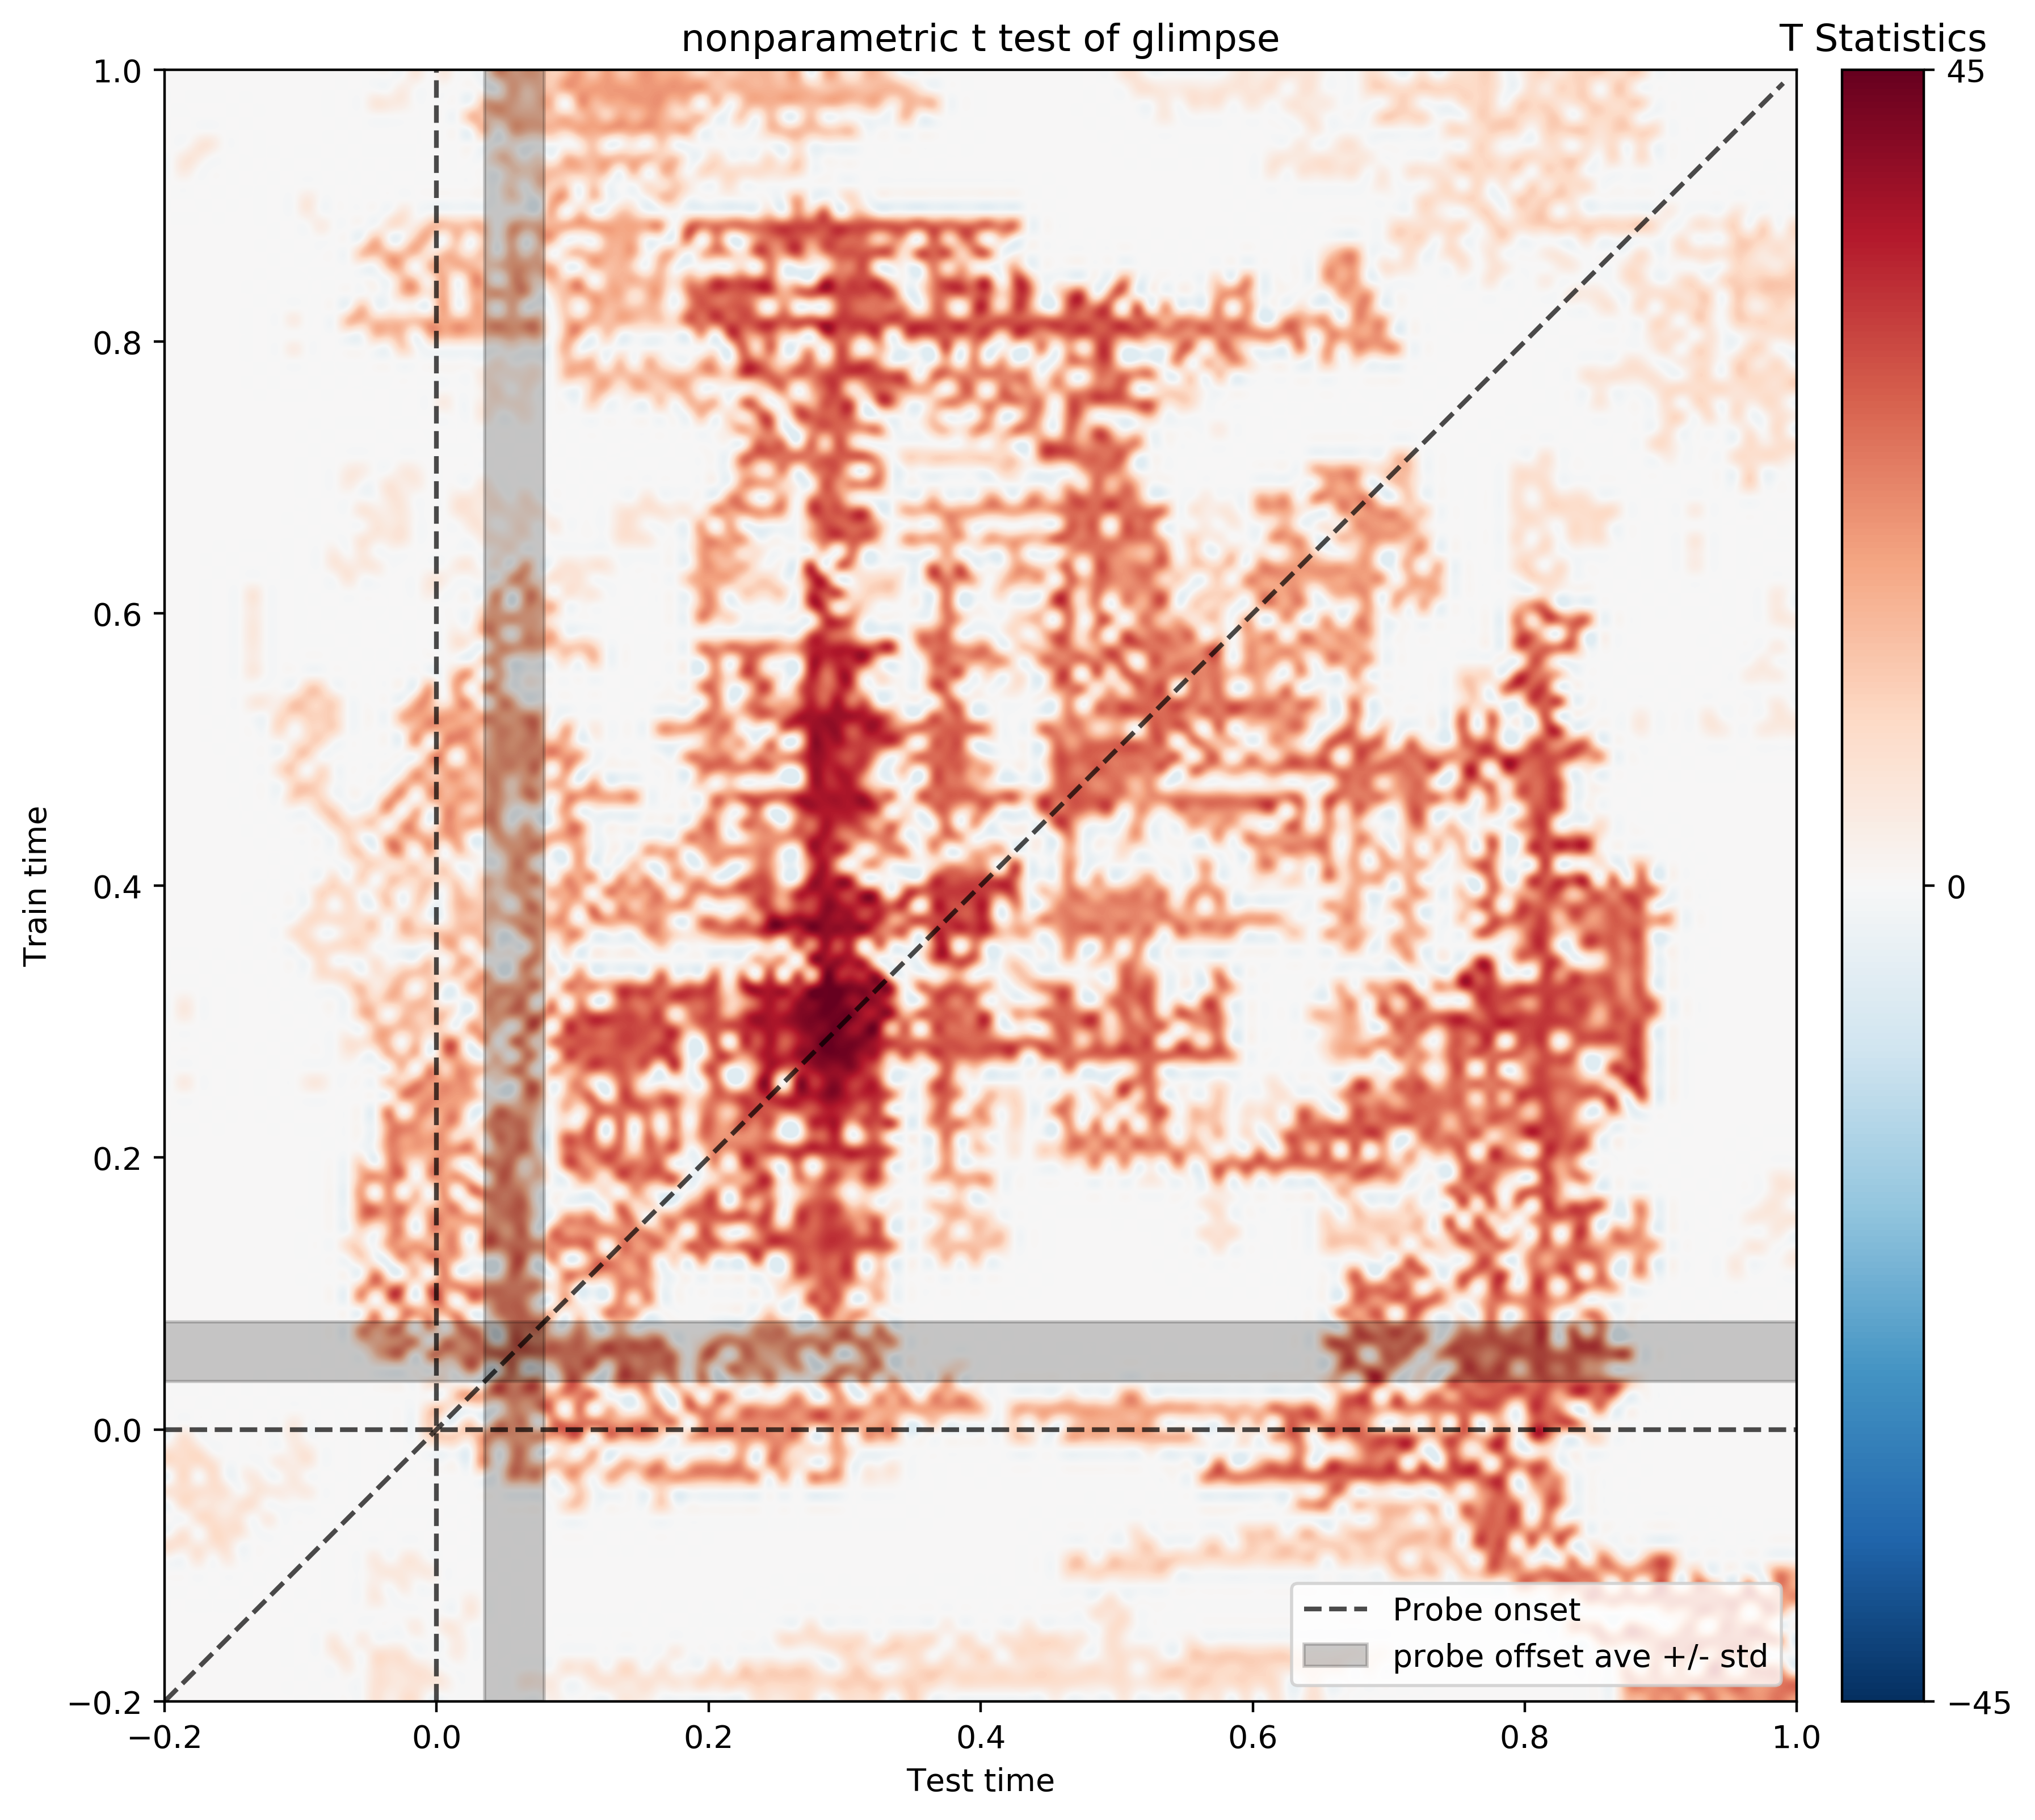 nonparametric t test of glimpse
T Statistics
45
0
−45
1.0
0.8
0.6
0.4
0.2
0.0
−0.2
Train time
−0.2 0.0 0.2 0.4 0.6 0.8 1.0
Test time
Probe onset
probe offset ave +/- std